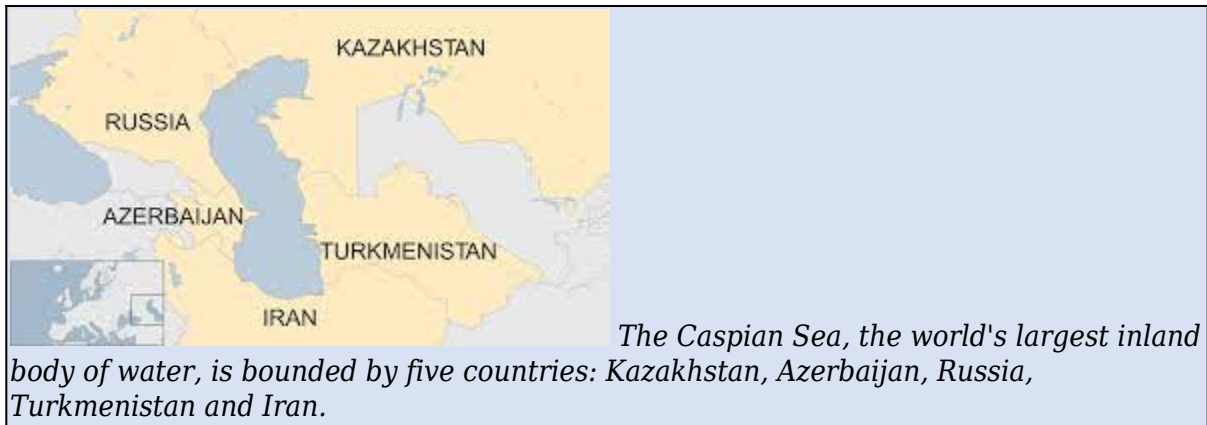 KAZAKHSTAN
RUSSIA
AZERBAIJAN
TURKMENISTAN
IRAN
The Caspian Sea, the world's largest inland
body of water, is bounded by five countries: Kazakhstan, Azerbaijan, Russia,
Turkmenistan and Iran.